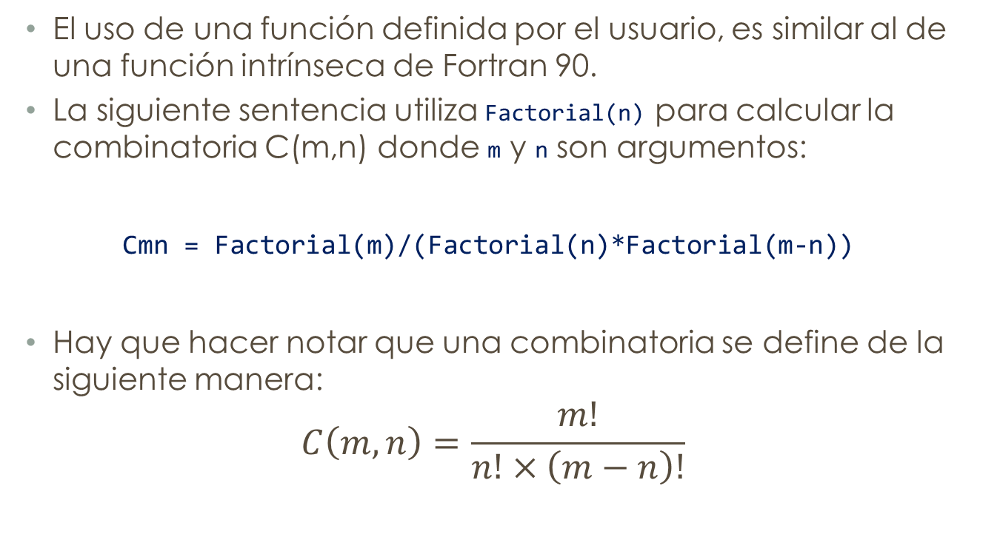 • El uso de una función definida por el usuario, es similar al de
una función intrínseca de Fortran 90.
• La siguiente sentencia utiliza Factorial(n) para calcular la
combinatoria C(m,n) donde m y n son argumentos:
Cmn = Factorial(m)/(Factorial(n)*Factorial(m-n))
• Hay que hacer notar que una combinatoria se define de la
siguiente manera:
m!
C(m, n) =
n! × (m − n)!